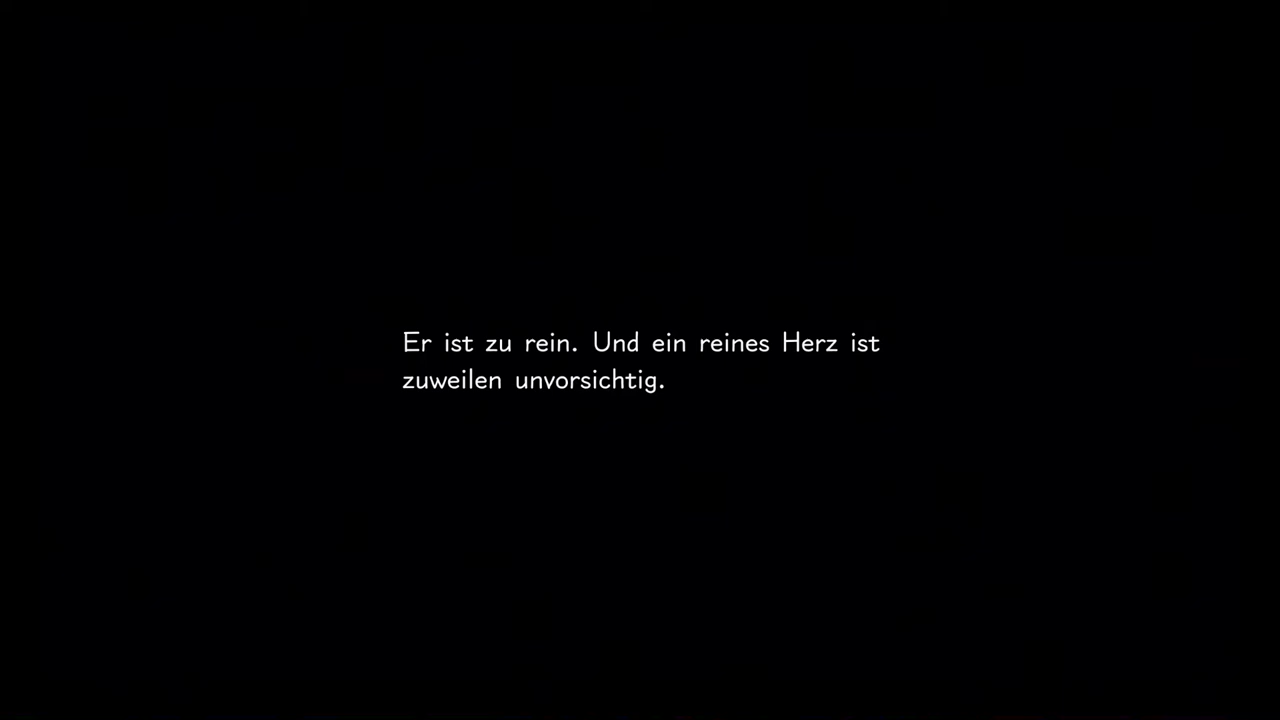 Er ist zu rein. Und ein reines Herz ist
zuweilen unvorsichtig.